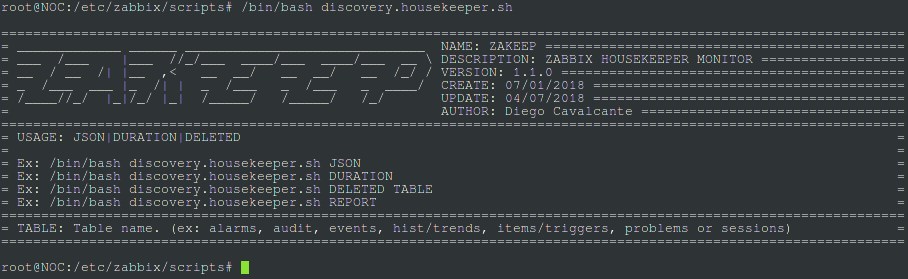 root@NOC:/etc/zabbix/scripts# /bin/bash discovery.housekeeper.sh
NAME: ZAKEEP
DESCRIPTION: ZABBIX HOUSEKEEPER MONITOR
VERSION: 1.1.0
CREATE: 07/01/2018
UPDATE: 04/07/2018
AUTHOR: Diego Cavalcante
= USAGE: JSON|DURATION|DELETED =
= =
= Ex: /bin/bash discovery.housekeeper.sh JSON =
= Ex: /bin/bash discovery.housekeeper.sh DURATION =
= Ex: /bin/bash discovery.housekeeper.sh DELETED TABLE =
= Ex: /bin/bash discovery.housekeeper.sh REPORT =
= TABLE: Table name. (ex: alarms, audit, events, hist/trends, items/triggers, problems or sessions) =
root@NOC:/etc/zabbix/scripts#